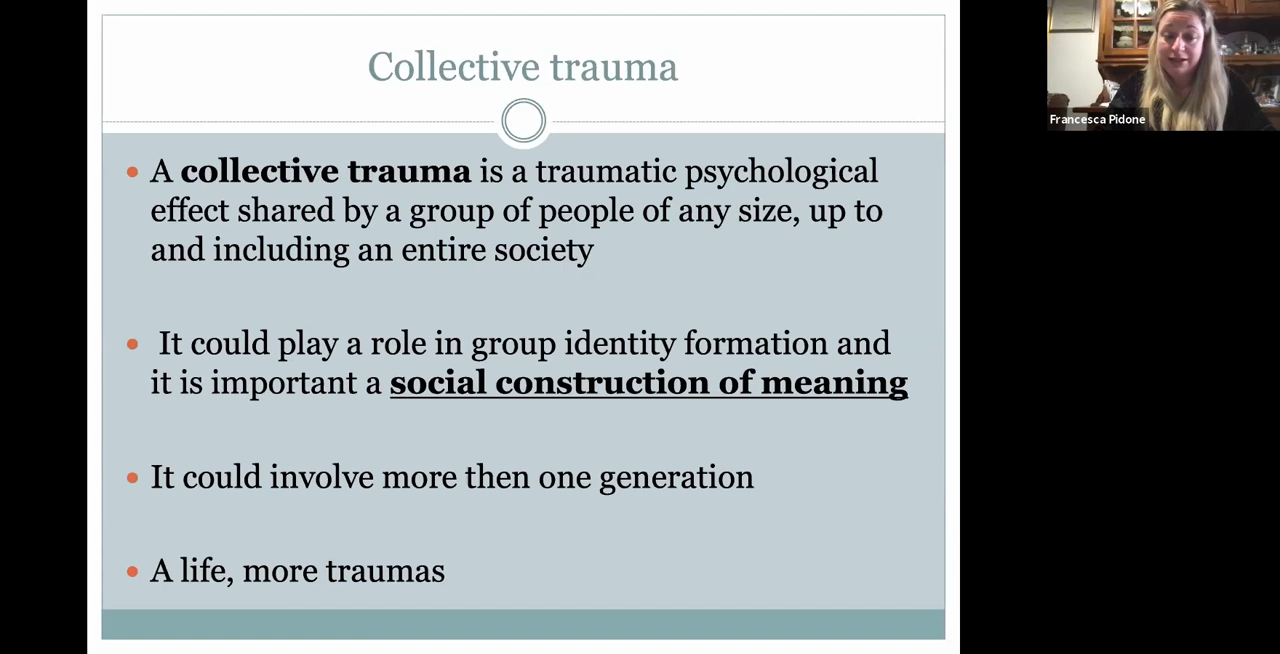 Collective trauma
Francesca Pidone
• A collective trauma is a traumatic psychological
effect shared by a group of people of any size, up to
and including an entire society
• It could play a role in group identity formation and
it is important a social construction of meaning
• It could involve more then one generation
• A life, more traumas